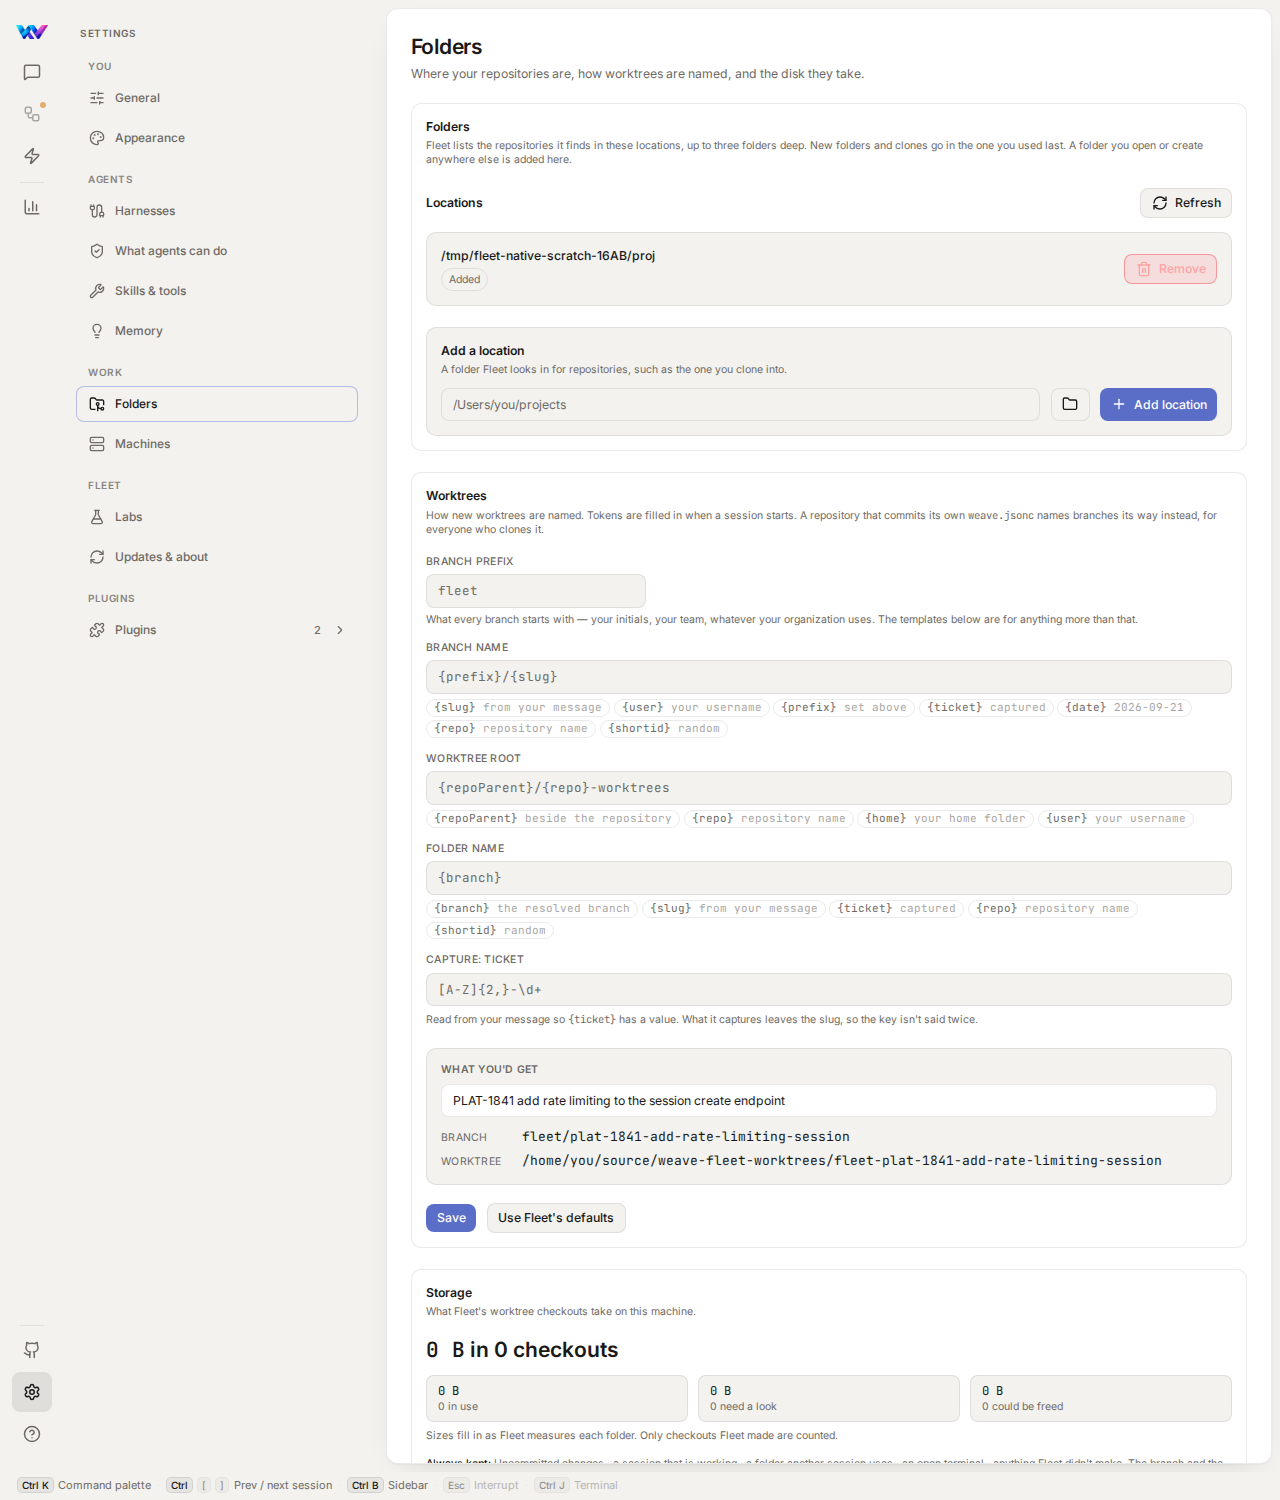 SETTINGS
YOU
General
Appearance
AGENTS
Harnesses
What agents can do
Skills & tools
Memory
WORK
Folders
Machines
FLEET
Labs
Updates & about
PLUGINS
Plugins 2
Folders
Where your repositories are, how worktrees are named, and the disk they take.
Folders
Fleet lists the repositories it finds in these locations, up to three folders deep. New folders and clones go in the one you used last. A folder you open or create
anywhere else is added here.
Locations
Refresh
/tmp/fleet-native-scratch-16AB/proj
Added
Remove
Add a location
A folder Fleet looks in for repositories, such as the one you clone into.
/Users/you/projects
Add location
Worktrees
How new worktrees are named. Tokens are filled in when a session starts. A repository that commits its own weave.jsonc names branches its way instead, for
everyone who clones it.
BRANCH PREFIX
fleet
What every branch starts with — your initials, your team, whatever your organization uses. The templates below are for anything more than that.
BRANCH NAME
{prefix}/{slug}
{slug} from your message {user} your username {prefix} set above {ticket} captured {date} 2026-09-21
{repo} repository name {shortid} random
WORKTREE ROOT
{repoParent}/{repo}-worktrees
{repoParent} beside the repository {repo} repository name {home} your home folder {user} your username
FOLDER NAME
{branch}
{branch} the resolved branch {slug} from your message {ticket} captured {repo} repository name
{shortid} random
CAPTURE: TICKET
[A-Z]{2,}-\d+
Read from your message so {ticket} has a value. What it captures leaves the slug, so the key isn't said twice.
WHAT YOU'D GET
PLAT-1841 add rate limiting to the session create endpoint
BRANCH fleet/plat-1841-add-rate-limiting-session
WORKTREE /home/you/source/weave-fleet-worktrees/fleet-plat-1841-add-rate-limiting-session
Save
Use Fleet's defaults
Storage
What Fleet's worktree checkouts take on this machine.
0 B in 0 checkouts
0 B
0 in use
0 B
0 need a look
0 B
0 could be freed
Sizes fill in as Fleet measures each folder. Only checkouts Fleet made are counted.
Ctrl K Command palette Ctrl [ ] Prev / next session Ctrl B Sidebar Esc Interrupt Ctrl J Terminal